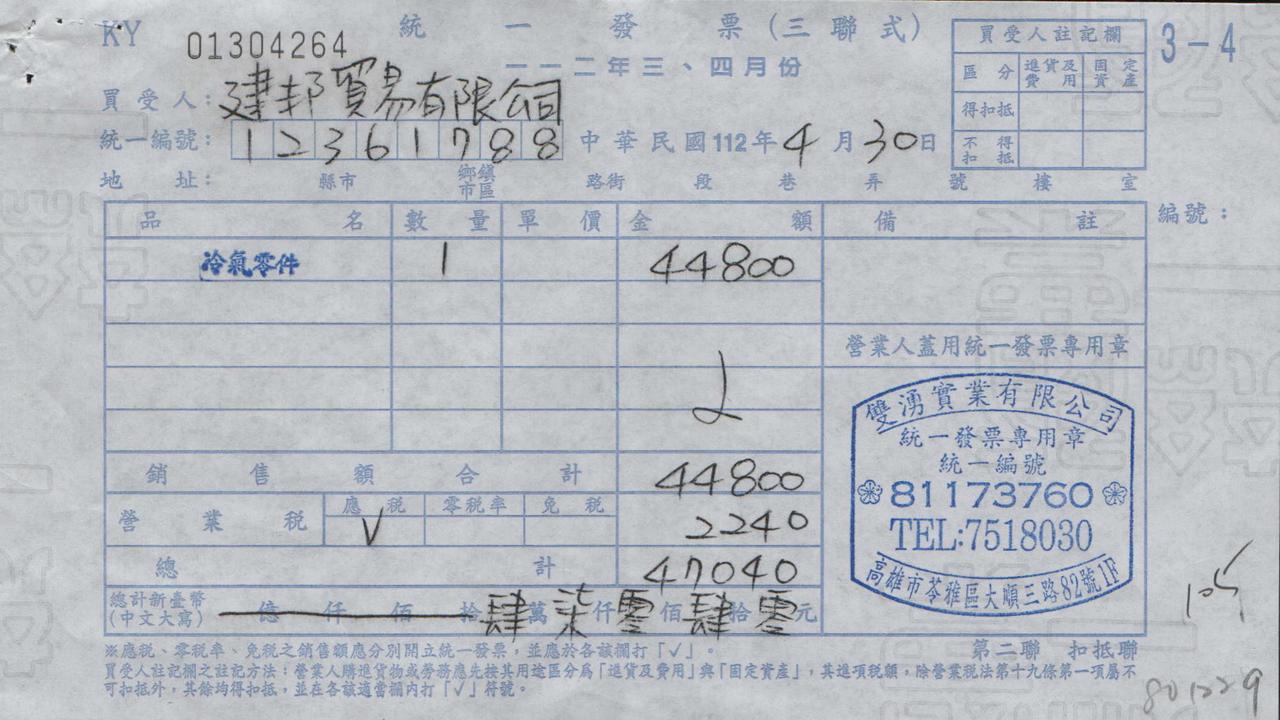 KY 01304264
統一發票(三聯式)
一一二年三、四月份
3-4
買受人註記欄
區分 進貨及費用 固定資產
得扣抵
不得扣抵
買受人:建邦貿易有限公司
統一編號:12361788 中華民國112年4月30日
地址: 縣市 鄉鎮市區 路街 段 巷 弄 號 樓 室
編號:
品名 數量 單價 金額 備註
冷氣零件 1 44800
營業人蓋用統一發票專用章
雙湧實業有限公司
統一發票專用章
統一編號
81173760
TEL:7518030
高雄市苓雅區大順三路82號1F
銷售額合計 44800
營業稅 應稅 零稅率 免稅
V 2240
總計 47040
總計新臺幣(中文大寫) 億仟佰拾肆萬柒仟零佰肆拾零元
※應稅、零稅率、免稅之銷售額應分別開立統一發票,並應於各該欄打「√」。
第二聯 扣抵聯
買受人註記欄之註記方法:營業人購進貨物或勞務應先按其用途區分為「進貨及費用」與「固定資產」,其進項稅額,除營業稅法第十九條第一項屬不
可扣抵外,其餘均得扣抵,並在各該適當欄內打「√」符號。